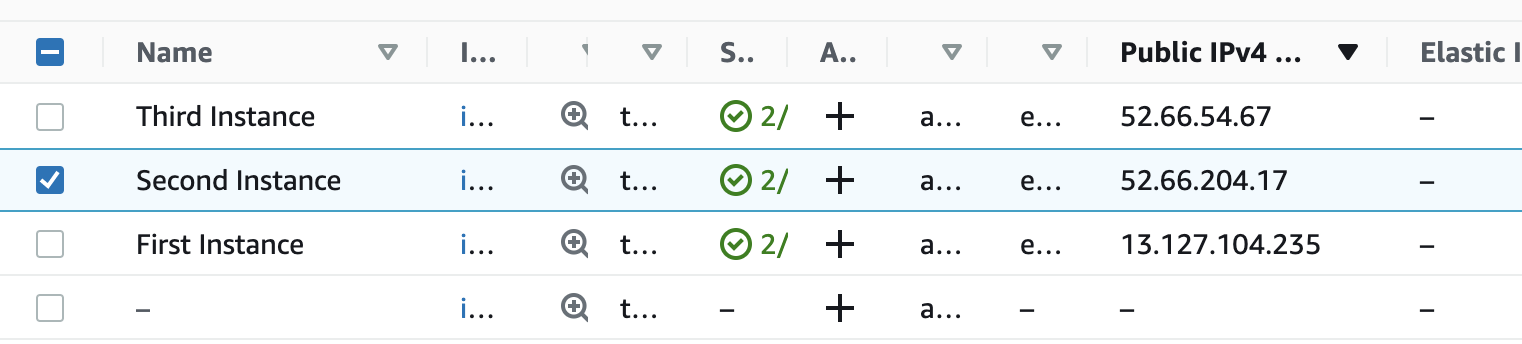 Name I... S.. A.. Public IPv4 ... Elastic I
Third Instance i... t... 2/ a... e... 52.66.54.67 –
Second Instance i... t... 2/ a... e... 52.66.204.17 –
First Instance i... t... 2/ a... e... 13.127.104.235 –
– i... t... – a... – – –